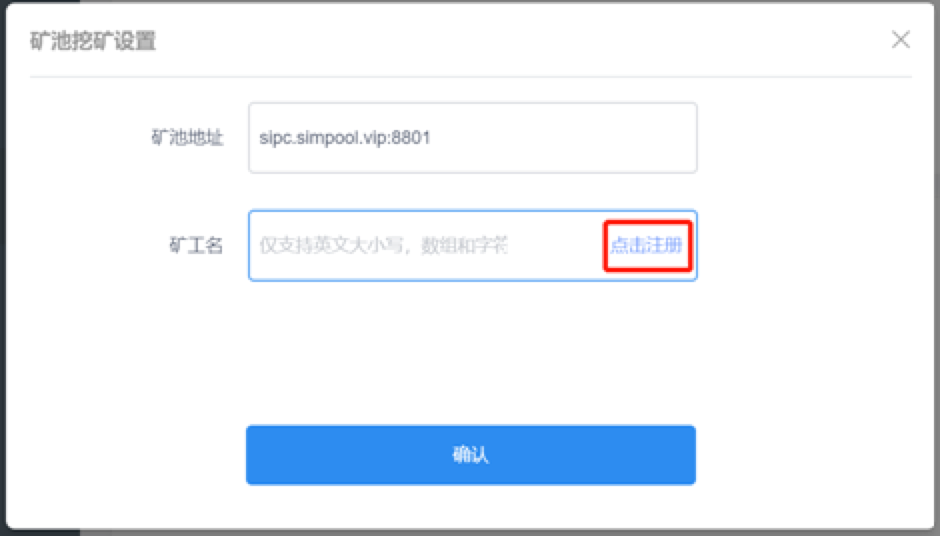 矿池挖矿设置
矿池地址
sipc.simpool.vip:8801
矿工名
仅支持英文大小写，数组和字符
点击注册
确认